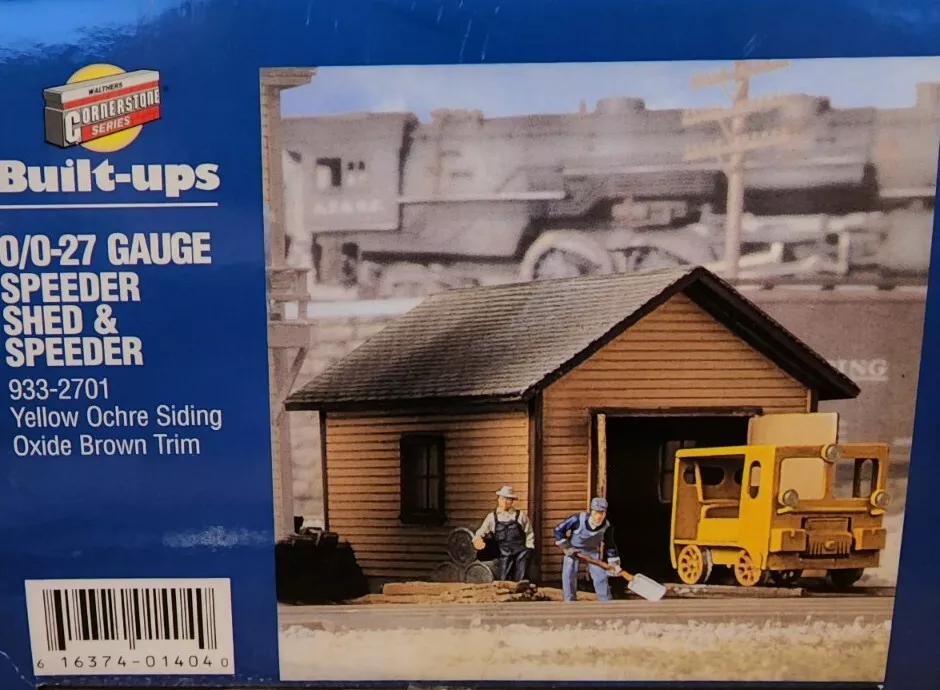 WALTHERS
CORNERSTONE
SERIES
Built-ups
O/O-27 GAUGE
SPEEDER
SHED &
SPEEDER
933-2701
Yellow Ochre Siding
Oxide Brown Trim
6 16374-01404 0